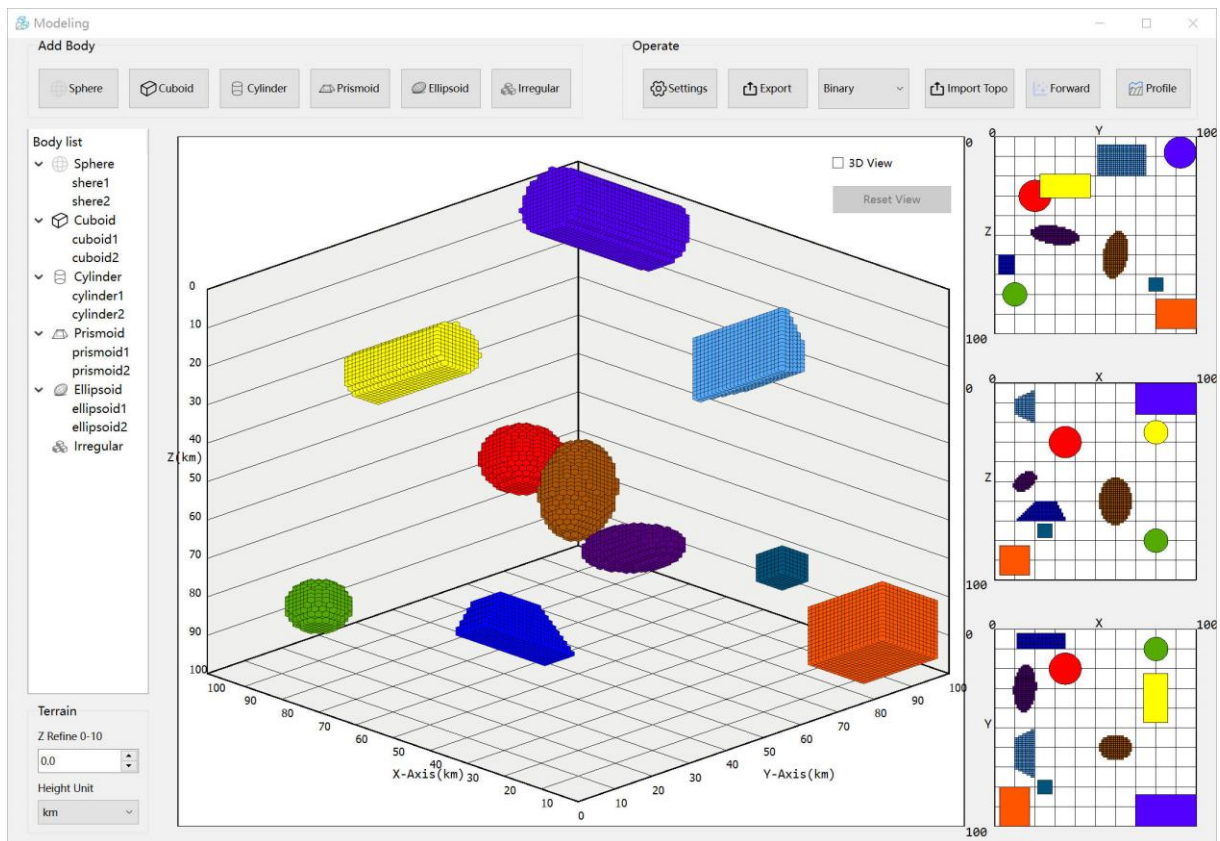 Modeling
Add Body
Operate
Sphere
Cuboid
Cylinder
Prismoid
Ellipsoid
Irregular
Settings
Export
Binary
Import Topo
Forward
Profile
Body list
Sphere
shere1
shere2
Cuboid
cuboid1
cuboid2
Cylinder
cylinder1
cylinder2
Prismoid
prismoid1
prismoid2
Ellipsoid
ellipsoid1
ellipsoid2
Irregular
Terrain
Z Refine 0-10
0.0
Height Unit
km
3D View
Reset View
0
10
20
30
40
Z(km)
50
60
70
80
90
100
100
90
80
70
60
50
40
30
20
10
X-Axis(km)
0
10
20
30
40
50
60
70
80
90
100
Y-Axis(km)
0
0
Y
100
Z
100
0
0
X
100
Z
100
0
0
X
100
Y
100